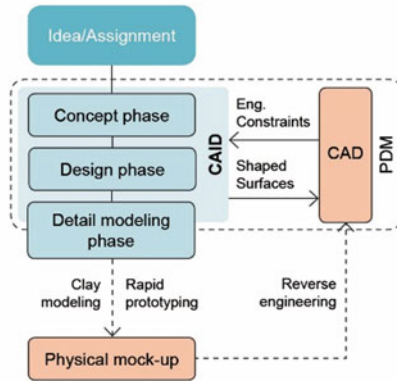 Idea/Assignment
Concept phase
Design phase
Detail modeling
phase
CAID
Eng.
Constraints
Shaped
Surfaces
CAD
PDM
Clay
modeling
Rapid
prototyping
Reverse
engineering
Physical mock-up